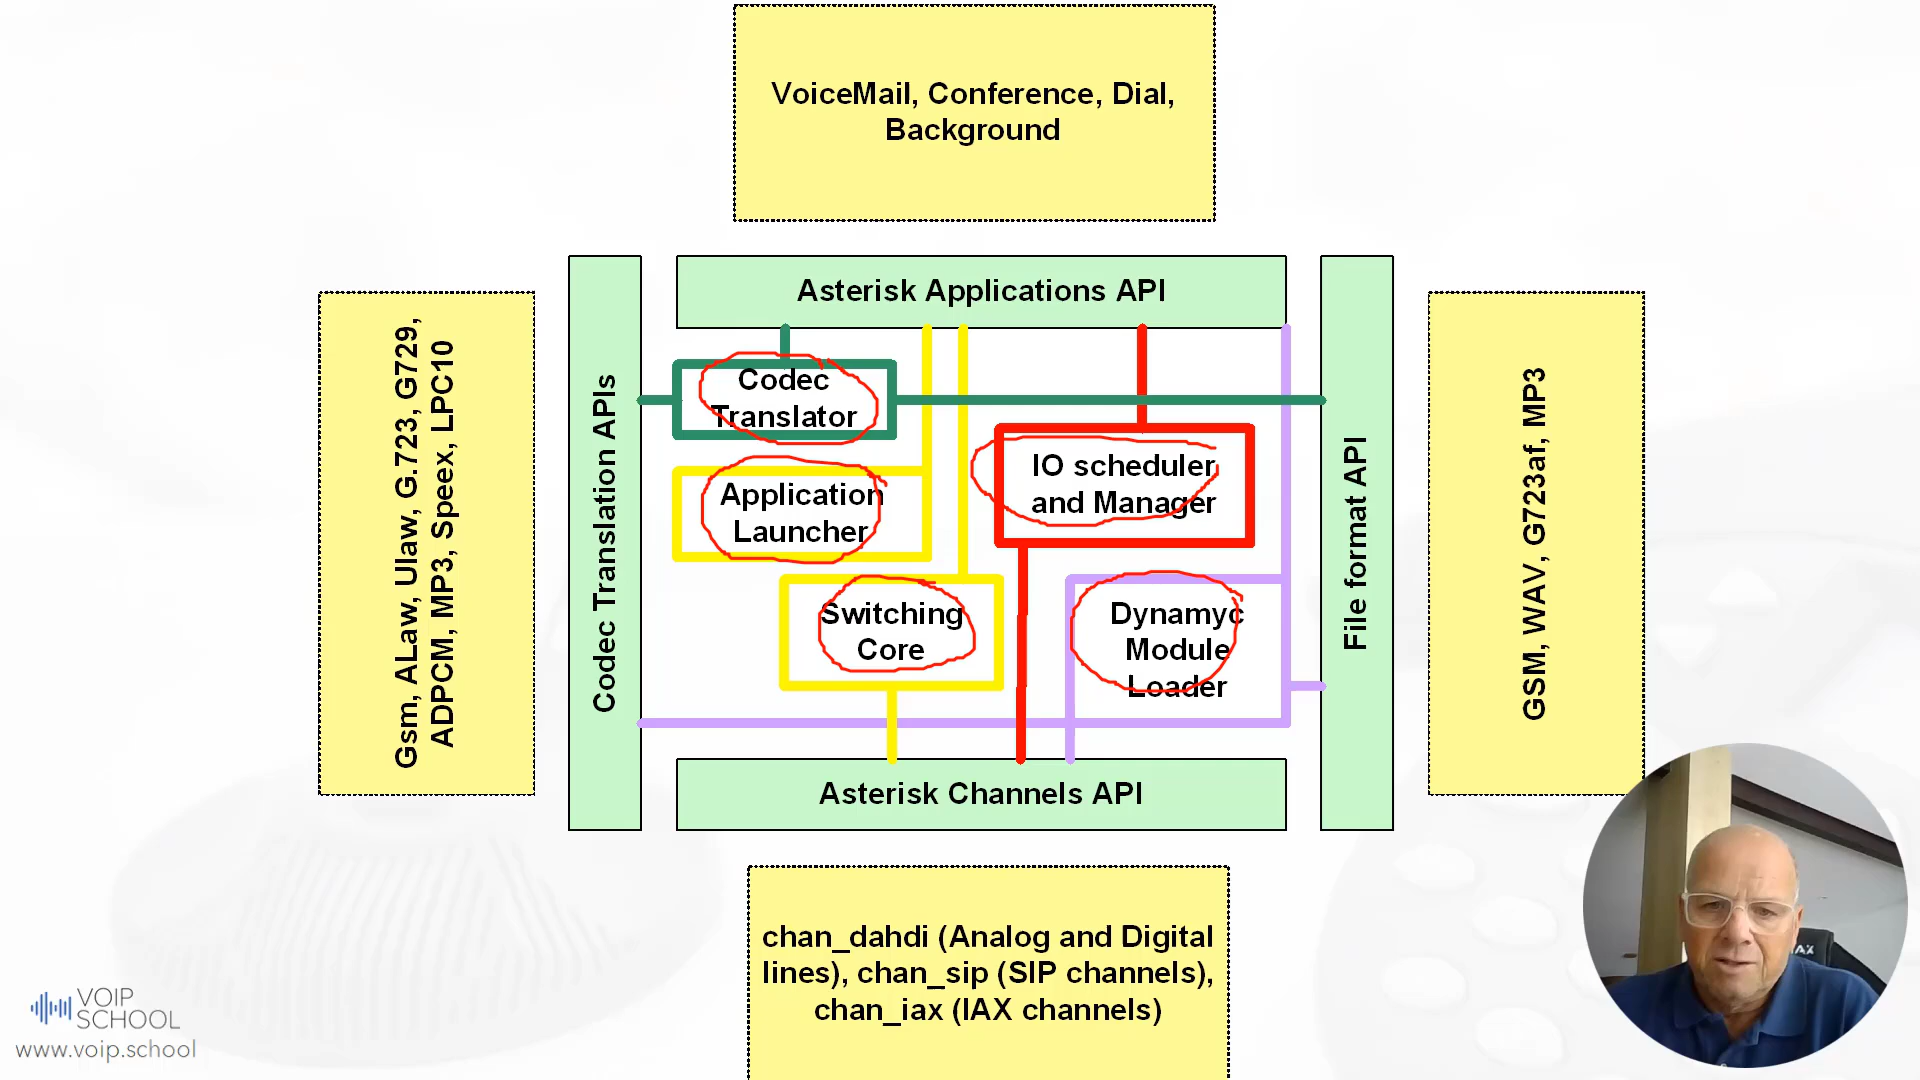 VoiceMail, Conference, Dial,
Background
Asterisk Applications API
Gsm, ALaw, Ulaw, G.723, G729,
ADPCM, MP3, Speex, LPC10
Codec Translation APIs
Codec
Translator
Application
Launcher
IO scheduler
and Manager
Switching
Core
Dynamyc
Module
Loader
File format API
GSM, WAV, G723af, MP3
Asterisk Channels API
chan_dahdi (Analog and Digital
lines), chan_sip (SIP channels),
chan_iax (IAX channels)
VOIP
SCHOOL
www.voip.school